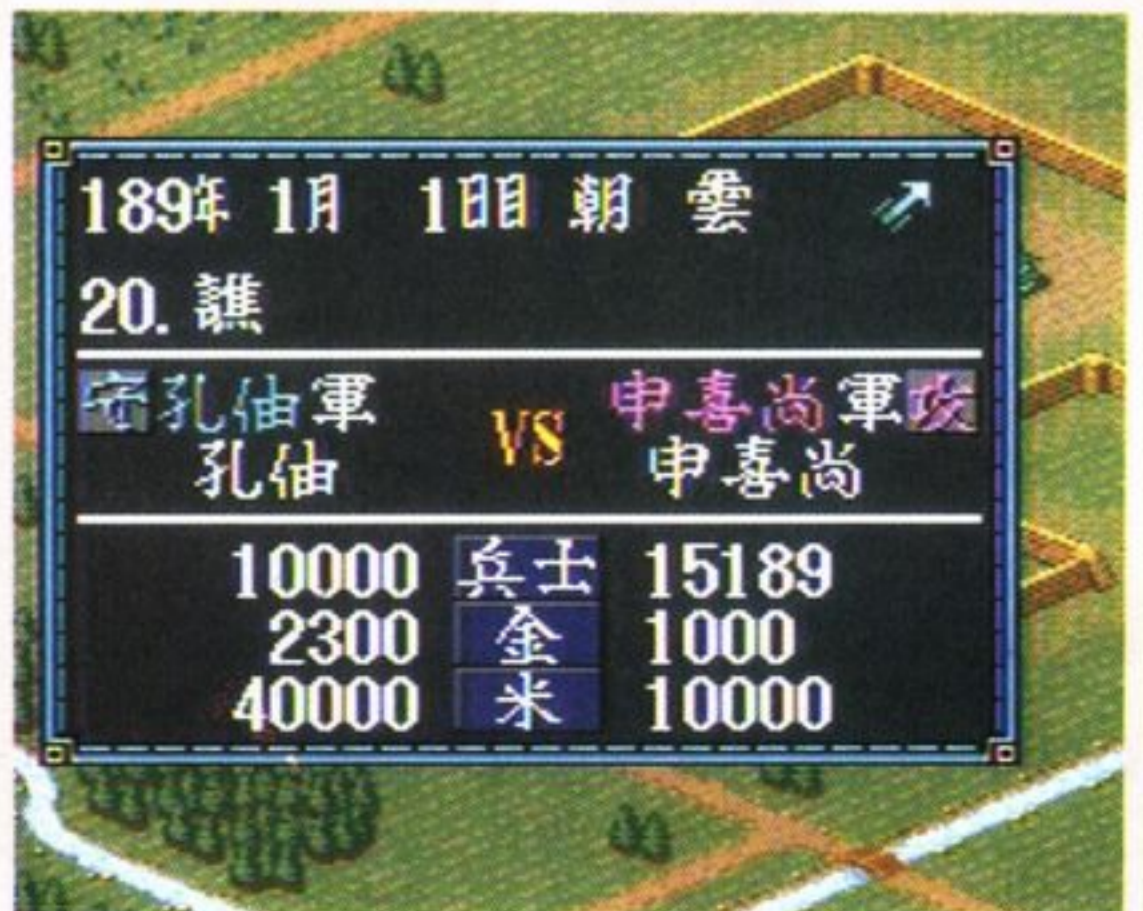 189年 1月 1日目 朝 曇
20. 譙
守 孔伷軍 VS 申喜尚軍 攻
孔伷 申喜尚
10000 兵士 15189
2300 金 1000
40000 米 10000